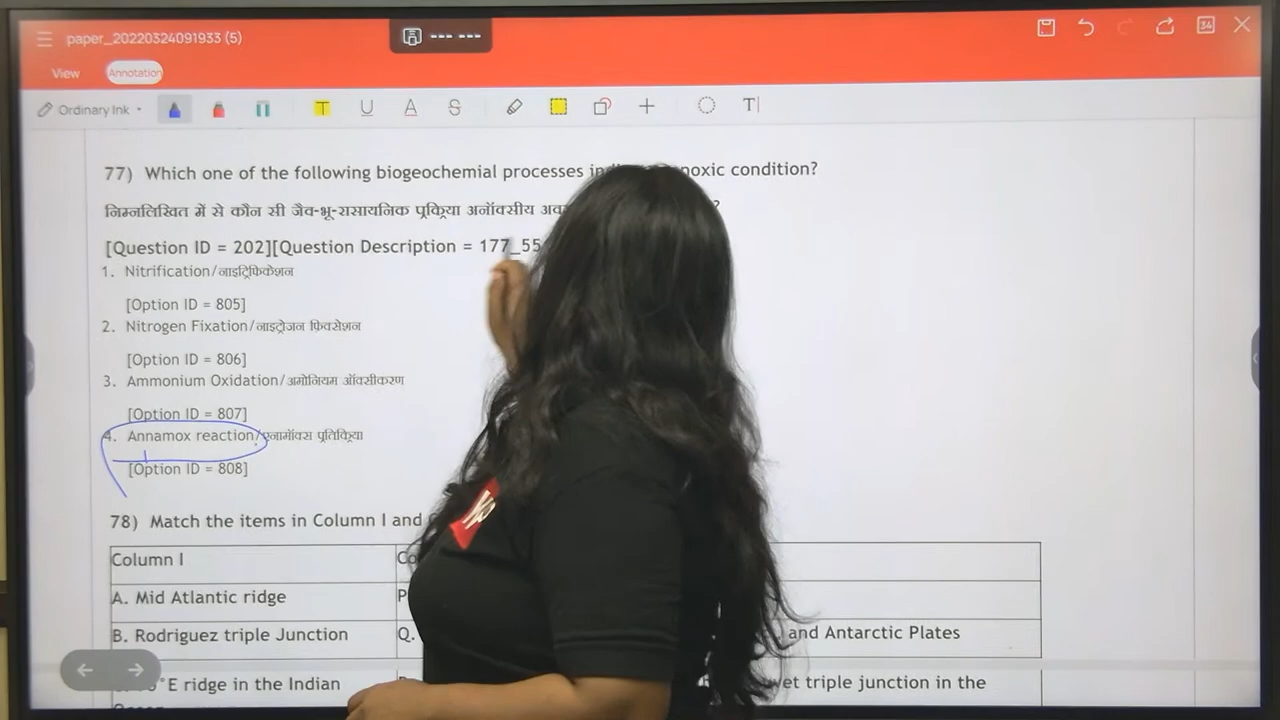 paper_20220324091933 (5)
--- ---
34
View
Annotation
Ordinary Ink
T U A S T
77) Which one of the following biogeochemial processes noxic condition?
निम्नलिखित में से कौन सी जैव-भू-रासायनिक प्रक्रिया अनॉक्सीय ?
[Question ID = 202][Question Description = 177_55
1. Nitrification/नाइट्रिफिकेशन
[Option ID = 805]
2. Nitrogen Fixation/नाइट्रोजन फिक्सेशन
[Option ID = 806]
3. Ammonium Oxidation/अमोनियम ऑक्सीकरण
[Option ID = 807]
4. Annamox reaction/एनामॉक्स प्रतिक्रिया
[Option ID = 808]
78) Match the items in Column I and
Column I
A. Mid Atlantic ridge P
B. Rodriguez triple Junction Q. and Antarctic Plates
°E ridge in the Indian triple junction in the